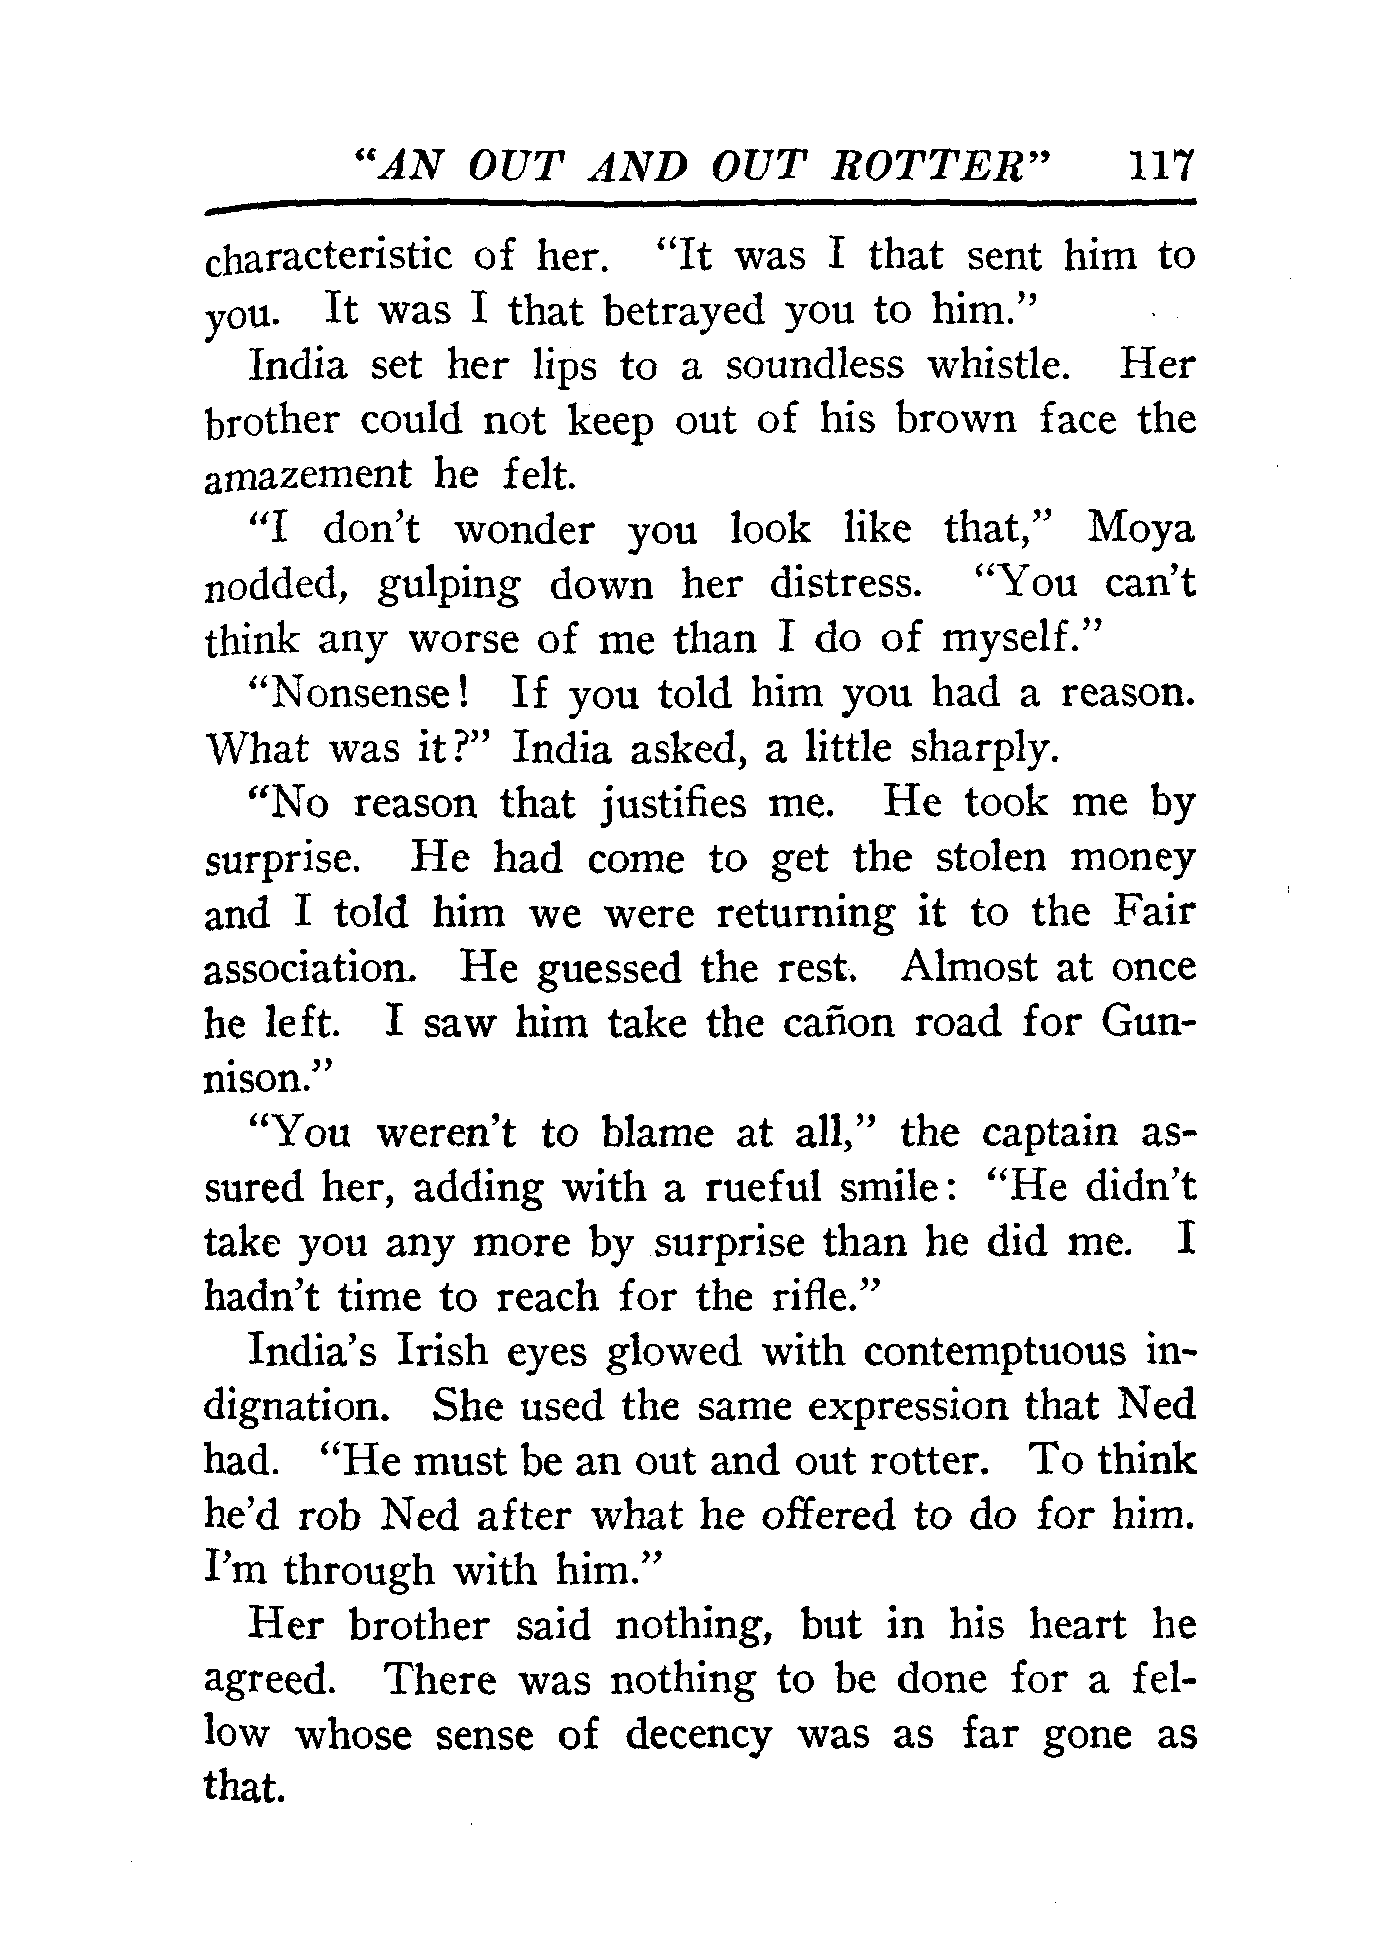 “AN OUT AND OUT ROTTER” 117
characteristic of her. “It was I that sent him to
you. It was I that betrayed you to him.”
India set her lips to a soundless whistle. Her
brother could not keep out of his brown face the
amazement he felt.
“I don’t wonder you look like that,” Moya
nodded, gulping down her distress. “You can’t
think any worse of me than I do of myself.”
“Nonsense! If you told him you had a reason.
What was it?” India asked, a little sharply.
“No reason that justifies me. He took me by
surprise. He had come to get the stolen money
and I told him we were returning it to the Fair
association. He guessed the rest. Almost at once
he left. I saw him take the cañon road for Gun-
nison.”
“You weren’t to blame at all,” the captain as-
sured her, adding with a rueful smile: “He didn’t
take you any more by surprise than he did me. I
hadn’t time to reach for the rifle.”
India’s Irish eyes glowed with contemptuous in-
dignation. She used the same expression that Ned
had. “He must be an out and out rotter. To think
he’d rob Ned after what he offered to do for him.
I’m through with him.”
Her brother said nothing, but in his heart he
agreed. There was nothing to be done for a fel-
low whose sense of decency was as far gone as
that.